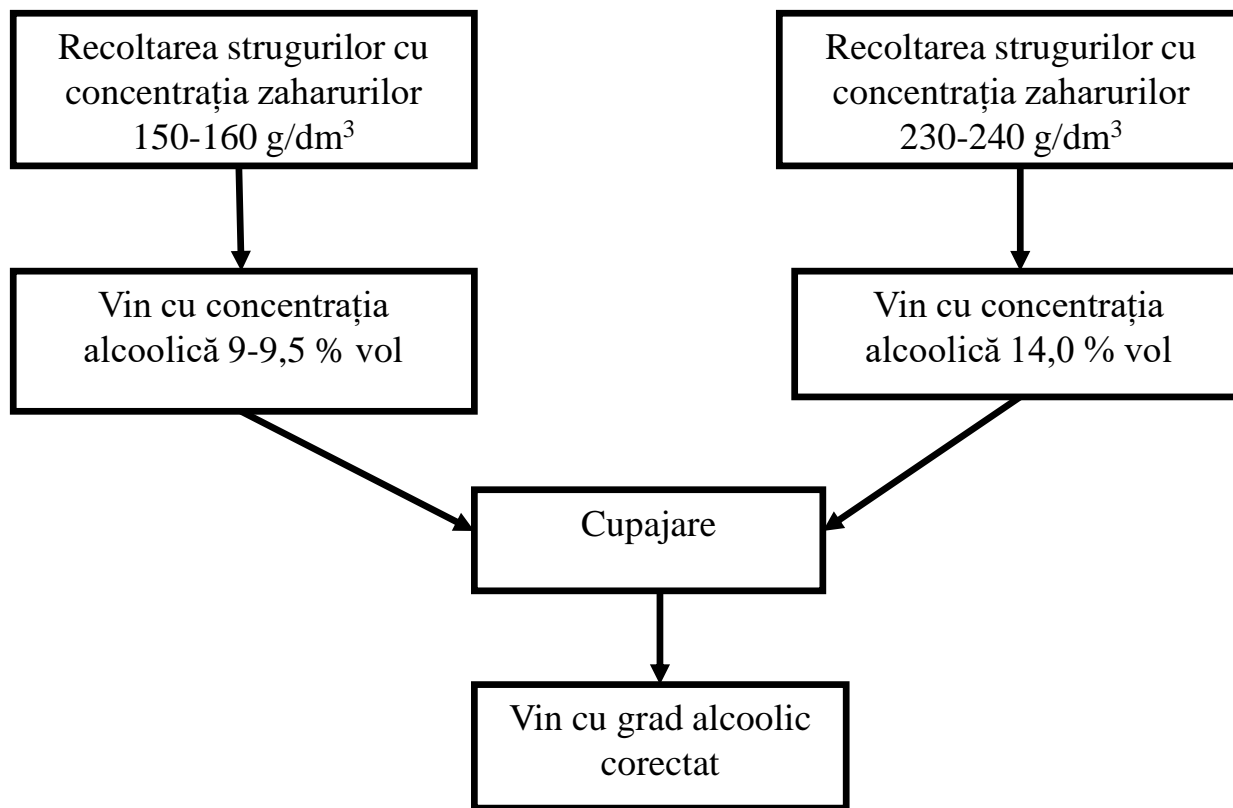 Recoltarea strugurilor cu
concentrația zaharurilor
150-160 g/dm³
Recoltarea strugurilor cu
concentrația zaharurilor
230-240 g/dm³
Vin cu concentrația
alcoolică 9-9,5 % vol
Vin cu concentrația
alcoolică 14,0 % vol
Cupajare
Vin cu grad alcoolic
corectat